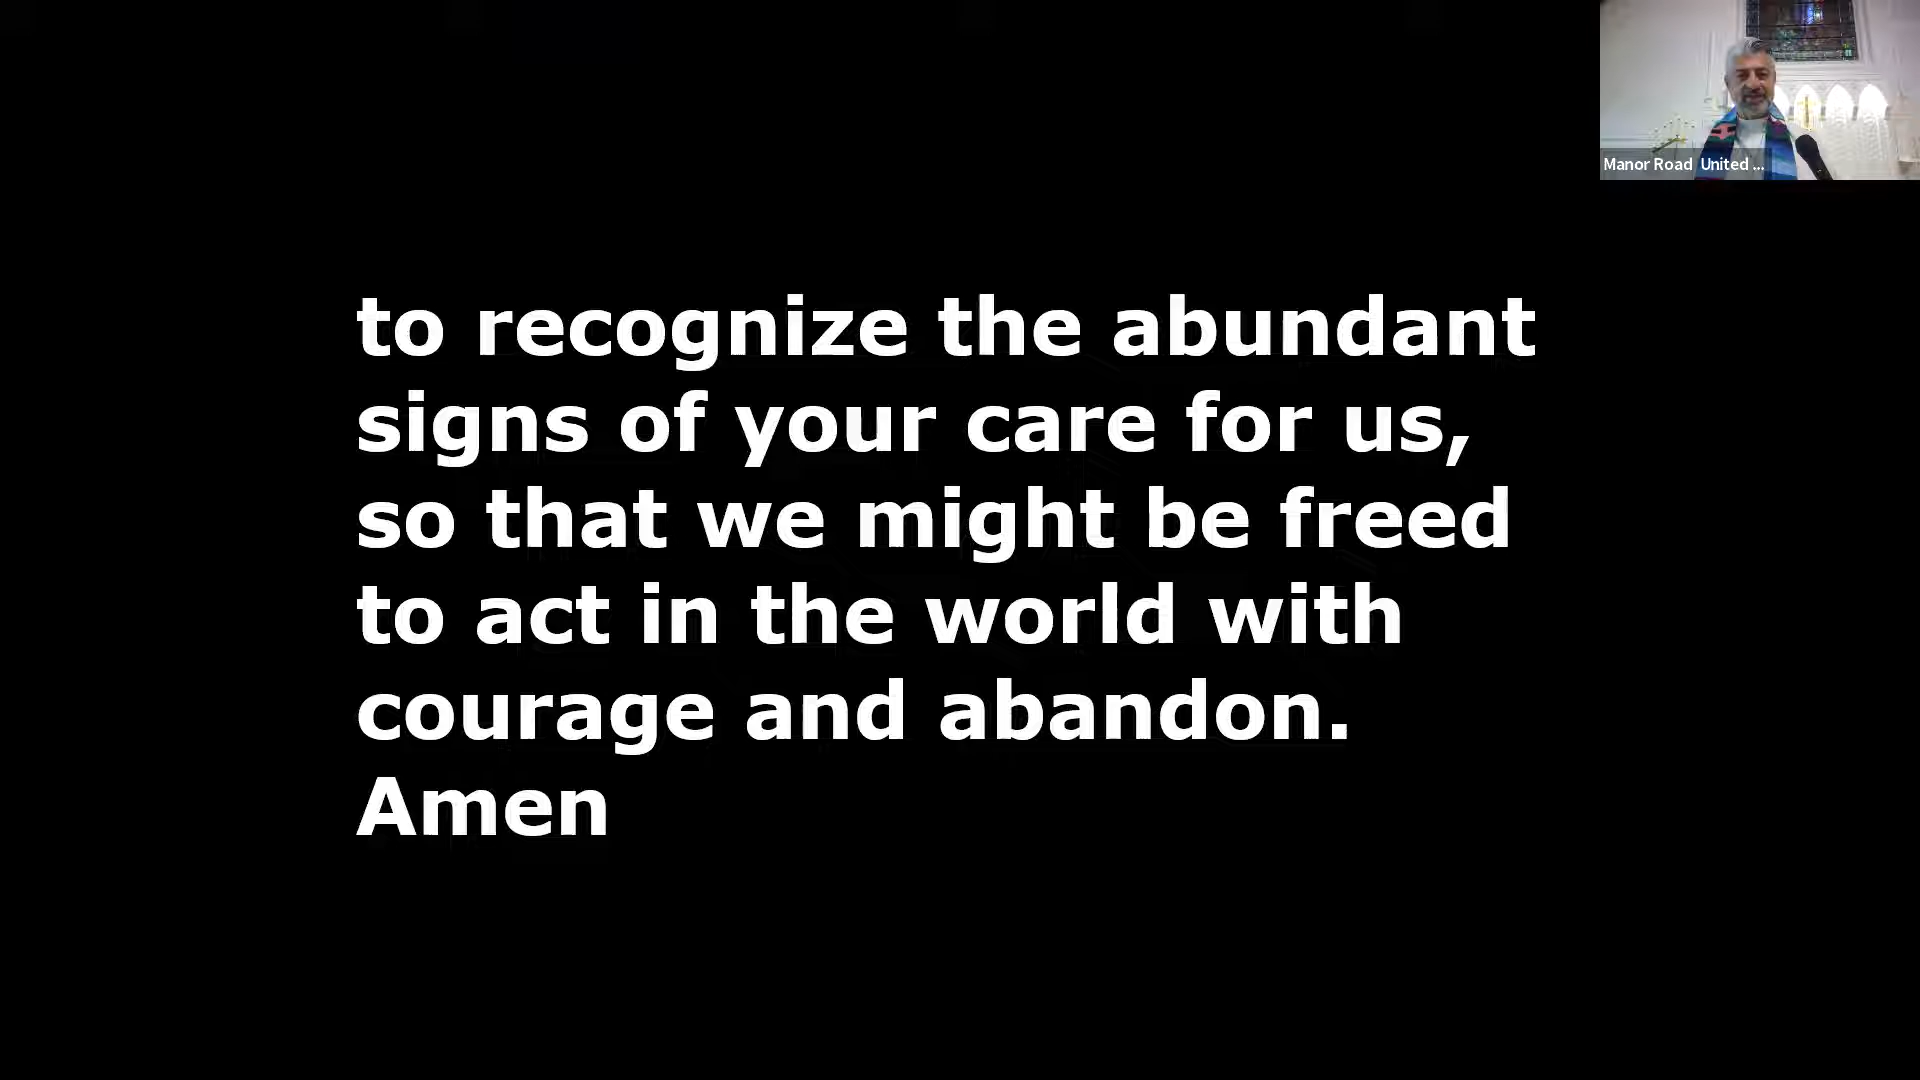 Manor Road United ...
to recognize the abundant
signs of your care for us,
so that we might be freed
to act in the world with
courage and abandon.
Amen